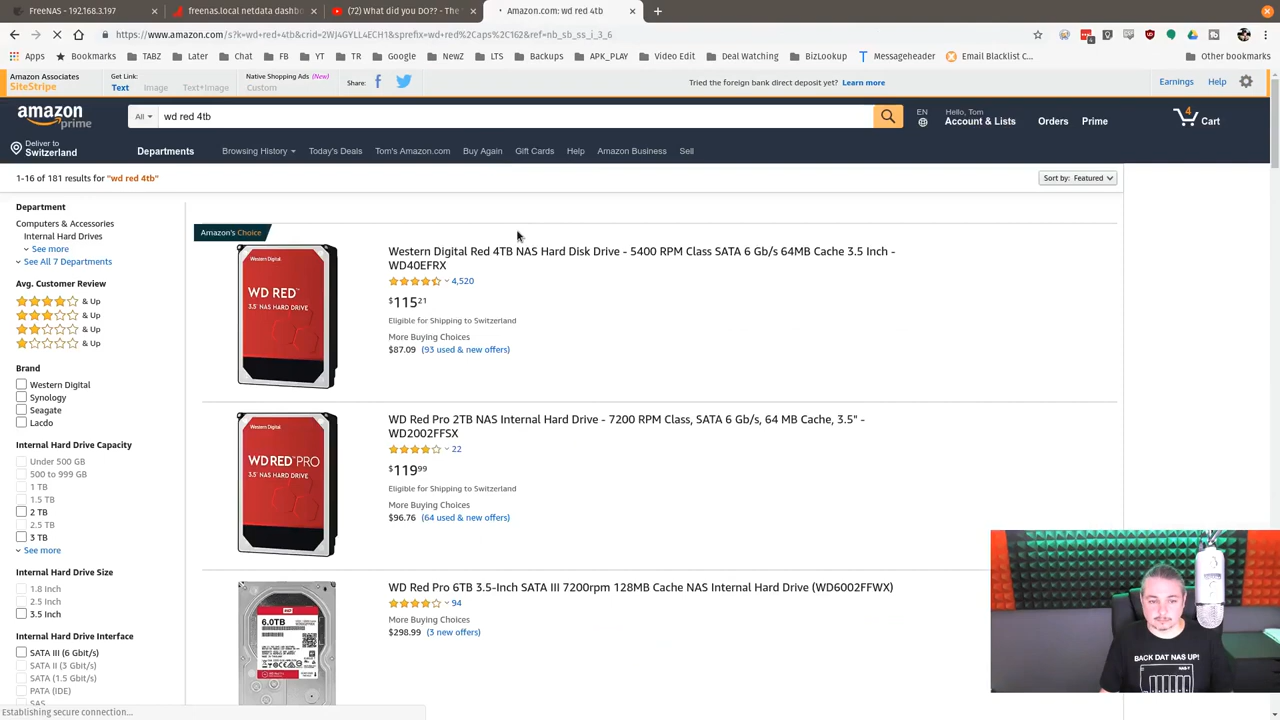 FreeNAS - 192.168.3.197
freenas.local netdata dashbo
(72) What did you DO?? - The
Amazon.com: wd red 4tb
https://www.amazon.com/s?k=wd+red+4tb&crid=2WJ4GYLL4ECH1&sprefix=wd+red%2Caps%2C162&ref=nb_sb_ss_i_3_6
Apps
Bookmarks
TABZ
Later
Chat
FB
YT
TR
Google
NewZ
LTS
Backups
APK_PLAY
Video Edit
Deal Watching
BizLookup
Messageheader
Email Blacklist C...
Other bookmarks
Amazon Associates
SiteStripe
Get Link:
Text
Image
Text+Image
Native Shopping Ads (New)
Custom
Share:
Tried the foreign bank direct deposit yet? Learn more
Earnings
Help
amazon
prime
All
wd red 4tb
EN
Hello, Tom
Account & Lists
Orders
Prime
4
Cart
Deliver to
Switzerland
Departments
Browsing History
Today's Deals
Tom's Amazon.com
Buy Again
Gift Cards
Help
Amazon Business
Sell
1-16 of 181 results for "wd red 4tb"
Sort by: Featured
Department
Computers & Accessories
Internal Hard Drives
See more
See All 7 Departments
Avg. Customer Review
& Up
& Up
& Up
& Up
Brand
Western Digital
Synology
Seagate
Lacdo
Internal Hard Drive Capacity
Under 500 GB
500 to 999 GB
1 TB
1.5 TB
2 TB
2.5 TB
3 TB
See more
Internal Hard Drive Size
1.8 Inch
2.5 Inch
3.5 Inch
Internal Hard Drive Interface
SATA III (6 Gbit/s)
SATA II (3 Gbit/s)
SATA (1.5 Gbit/s)
PATA (IDE)
SAS
Amazon's Choice
Western Digital
WD RED™
3.5" NAS HARD DRIVE
Western Digital Red 4TB NAS Hard Disk Drive - 5400 RPM Class SATA 6 Gb/s 64MB Cache 3.5 Inch -
WD40EFRX
4,520
$115 21
Eligible for Shipping to Switzerland
More Buying Choices
$87.09 (93 used & new offers)
Western Digital
WD RED PRO
3.5" NAS HARD DRIVE
WD Red Pro 2TB NAS Internal Hard Drive - 7200 RPM Class, SATA 6 Gb/s, 64 MB Cache, 3.5" -
WD2002FFSX
22
$119 99
Eligible for Shipping to Switzerland
More Buying Choices
$96.76 (64 used & new offers)
6.0TB
WD Red Pro 6TB 3.5-Inch SATA III 7200rpm 128MB Cache NAS Internal Hard Drive (WD6002FFWX)
94
More Buying Choices
$298.99 (3 new offers)
BACK DAT NAS UP!
Establishing secure connection...